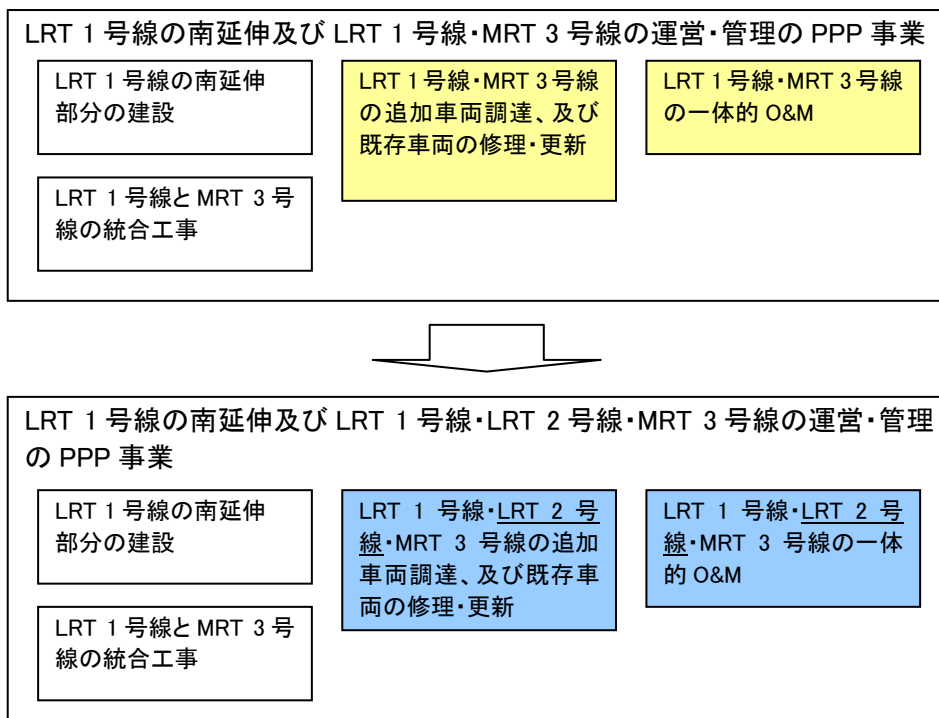 LRT 1 号線の南延伸及び LRT 1 号線・MRT 3 号線の運営・管理の PPP 事業
LRT 1 号線の南延伸
部分の建設
LRT 1 号線と MRT 3 号
線の統合工事
LRT 1 号線・MRT 3 号線
の追加車両調達、及び
既存車両の修理・更新
LRT 1 号線・MRT 3 号線
の一体的 O&M
LRT 1 号線の南延伸及び LRT 1 号線・LRT 2 号線・MRT 3 号線の運営・管理
の PPP 事業
LRT 1 号線の南延伸
部分の建設
LRT 1 号線と MRT 3 号
線の統合工事
LRT 1 号線・LRT 2 号
線・MRT 3 号線の追加
車両調達、及び既存車
両の修理・更新
LRT 1 号線・LRT 2 号
線・MRT 3 号線の一体
的 O&M